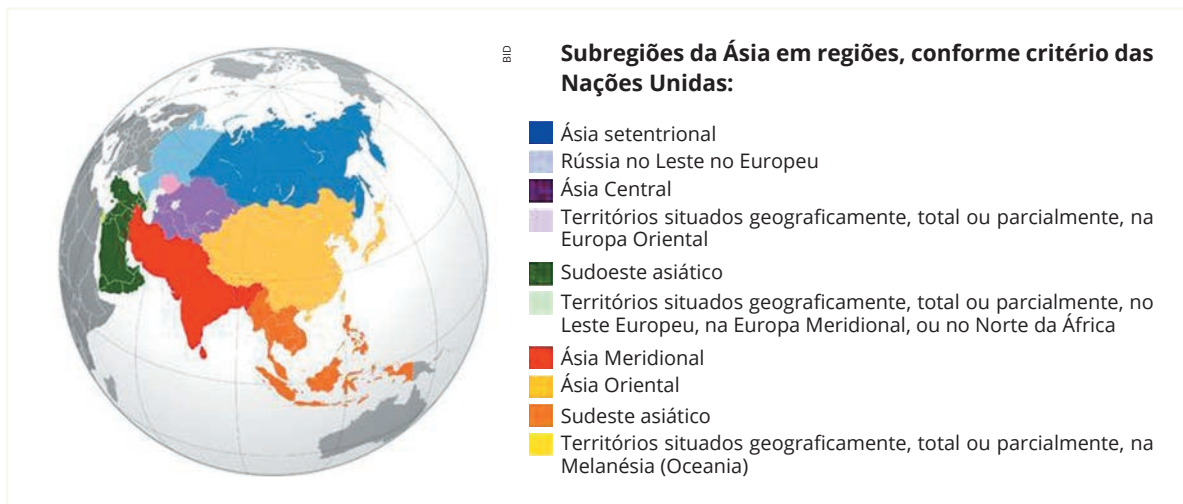 BID
Subregiões da Ásia em regiões, conforme critério das
Nações Unidas:
Ásia setentrional
Rússia no Leste no Europeu
Ásia Central
Territórios situados geograficamente, total ou parcialmente, na
Europa Oriental
Sudoeste asiático
Territórios situados geograficamente, total ou parcialmente, no
Leste Europeu, na Europa Meridional, ou no Norte da África
Ásia Meridional
Ásia Oriental
Sudeste asiático
Territórios situados geograficamente, total ou parcialmente, na
Melanésia (Oceania)